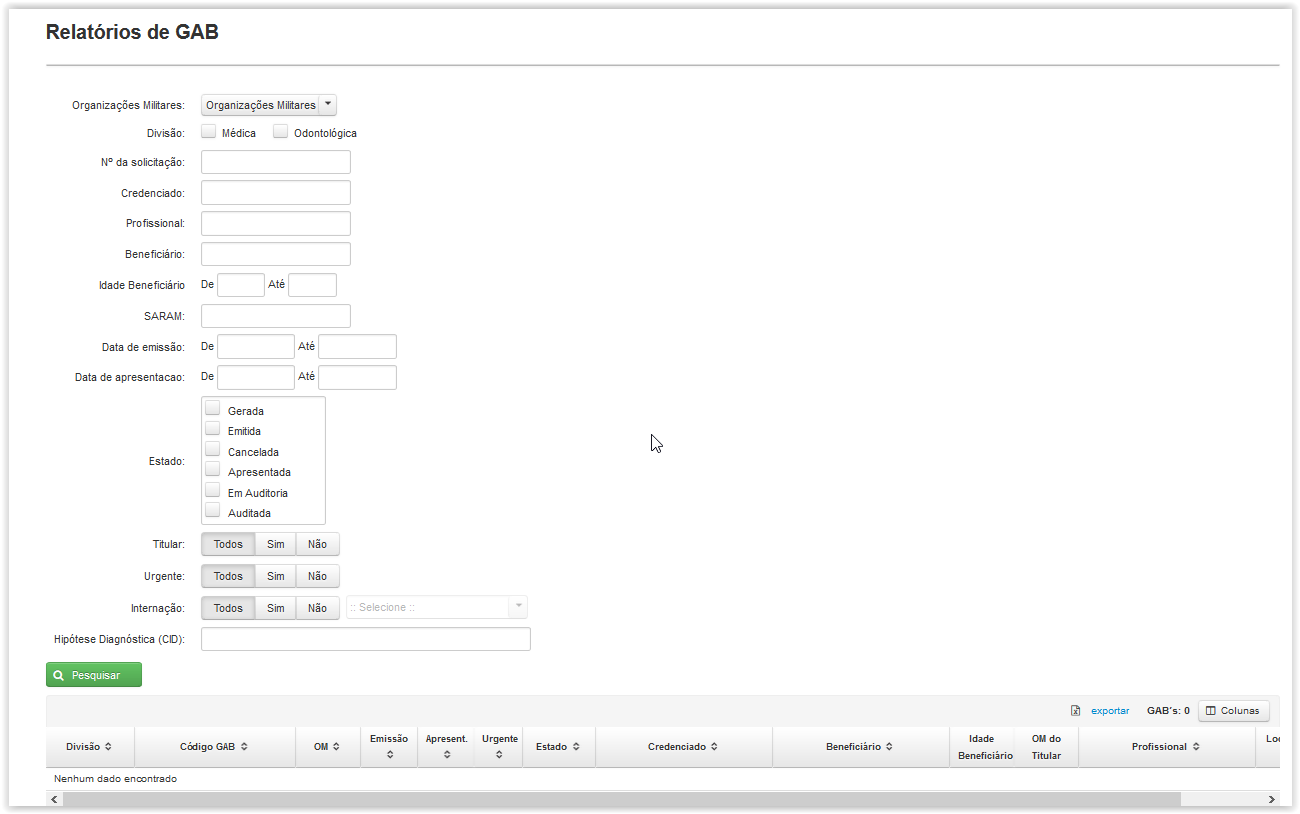 Relatórios de GAB
Organizações Militares: Organizações Militares
Divisão: Médica Odontológica
Nº da solicitação:
Credenciado:
Profissional:
Beneficiário:
Idade Beneficiário De Até
SARAM:
Data de emissão: De Até
Data de apresentacao: De Até
Estado:
Gerada
Emitida
Cancelada
Apresentada
Em Auditoria
Auditada
Titular: Todos Sim Não
Urgente: Todos Sim Não
Internação: Todos Sim Não :: Selecione ::
Hipótese Diagnóstica (CID):
Pesquisar
exportar GAB's: 0 Colunas
Divisão Código GAB OM Emissão Apresent. Urgente Estado Credenciado Beneficiário Idade Beneficiário OM do Titular Profissional
Nenhum dado encontrado